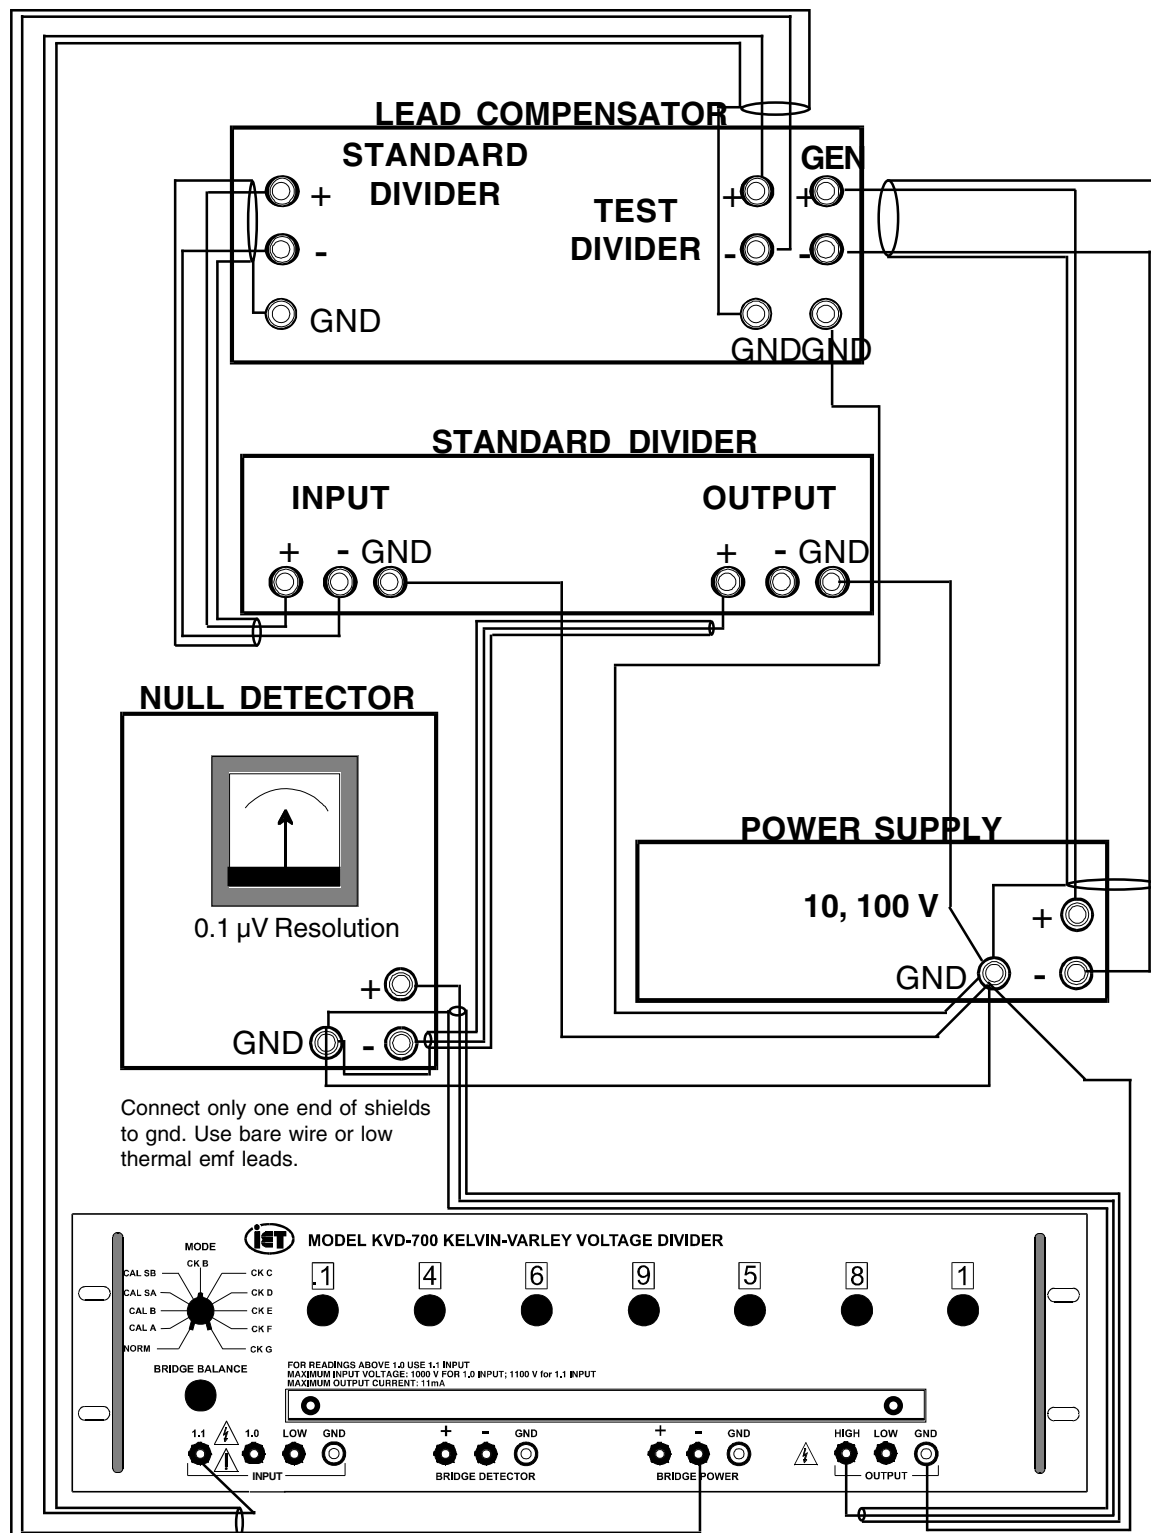 LEAD COMPENSATOR
STANDARD
DIVIDER
GEN
TEST
DIVIDER
+
-
GND
+
-
GND
+
-
GND
STANDARD DIVIDER
INPUT
OUTPUT
+ - GND
+ - GND
NULL DETECTOR
0.1 µV Resolution
+
GND -
POWER SUPPLY
10, 100 V
+
GND -
Connect only one end of shields
to gnd. Use bare wire or low
thermal emf leads.
iET MODEL KVD-700 KELVIN-VARLEY VOLTAGE DIVIDER
MODE
CK B
CAL SB
CK C
CAL SA
CK D
CAL B
CK E
CAL A
CK F
NORM
CK G
.1 4 6 9 5 8 1
BRIDGE BALANCE
FOR READINGS ABOVE 1.0 USE 1.1 INPUT
MAXIMUM INPUT VOLTAGE: 1000 V FOR 1.0 INPUT; 1100 V for 1.1 INPUT
MAXIMUM OUTPUT CURRENT: 11mA
1.1 1.0 LOW GND
INPUT
+ - GND
BRIDGE DETECTOR
+ - GND
BRIDGE POWER
HIGH LOW GND
OUTPUT